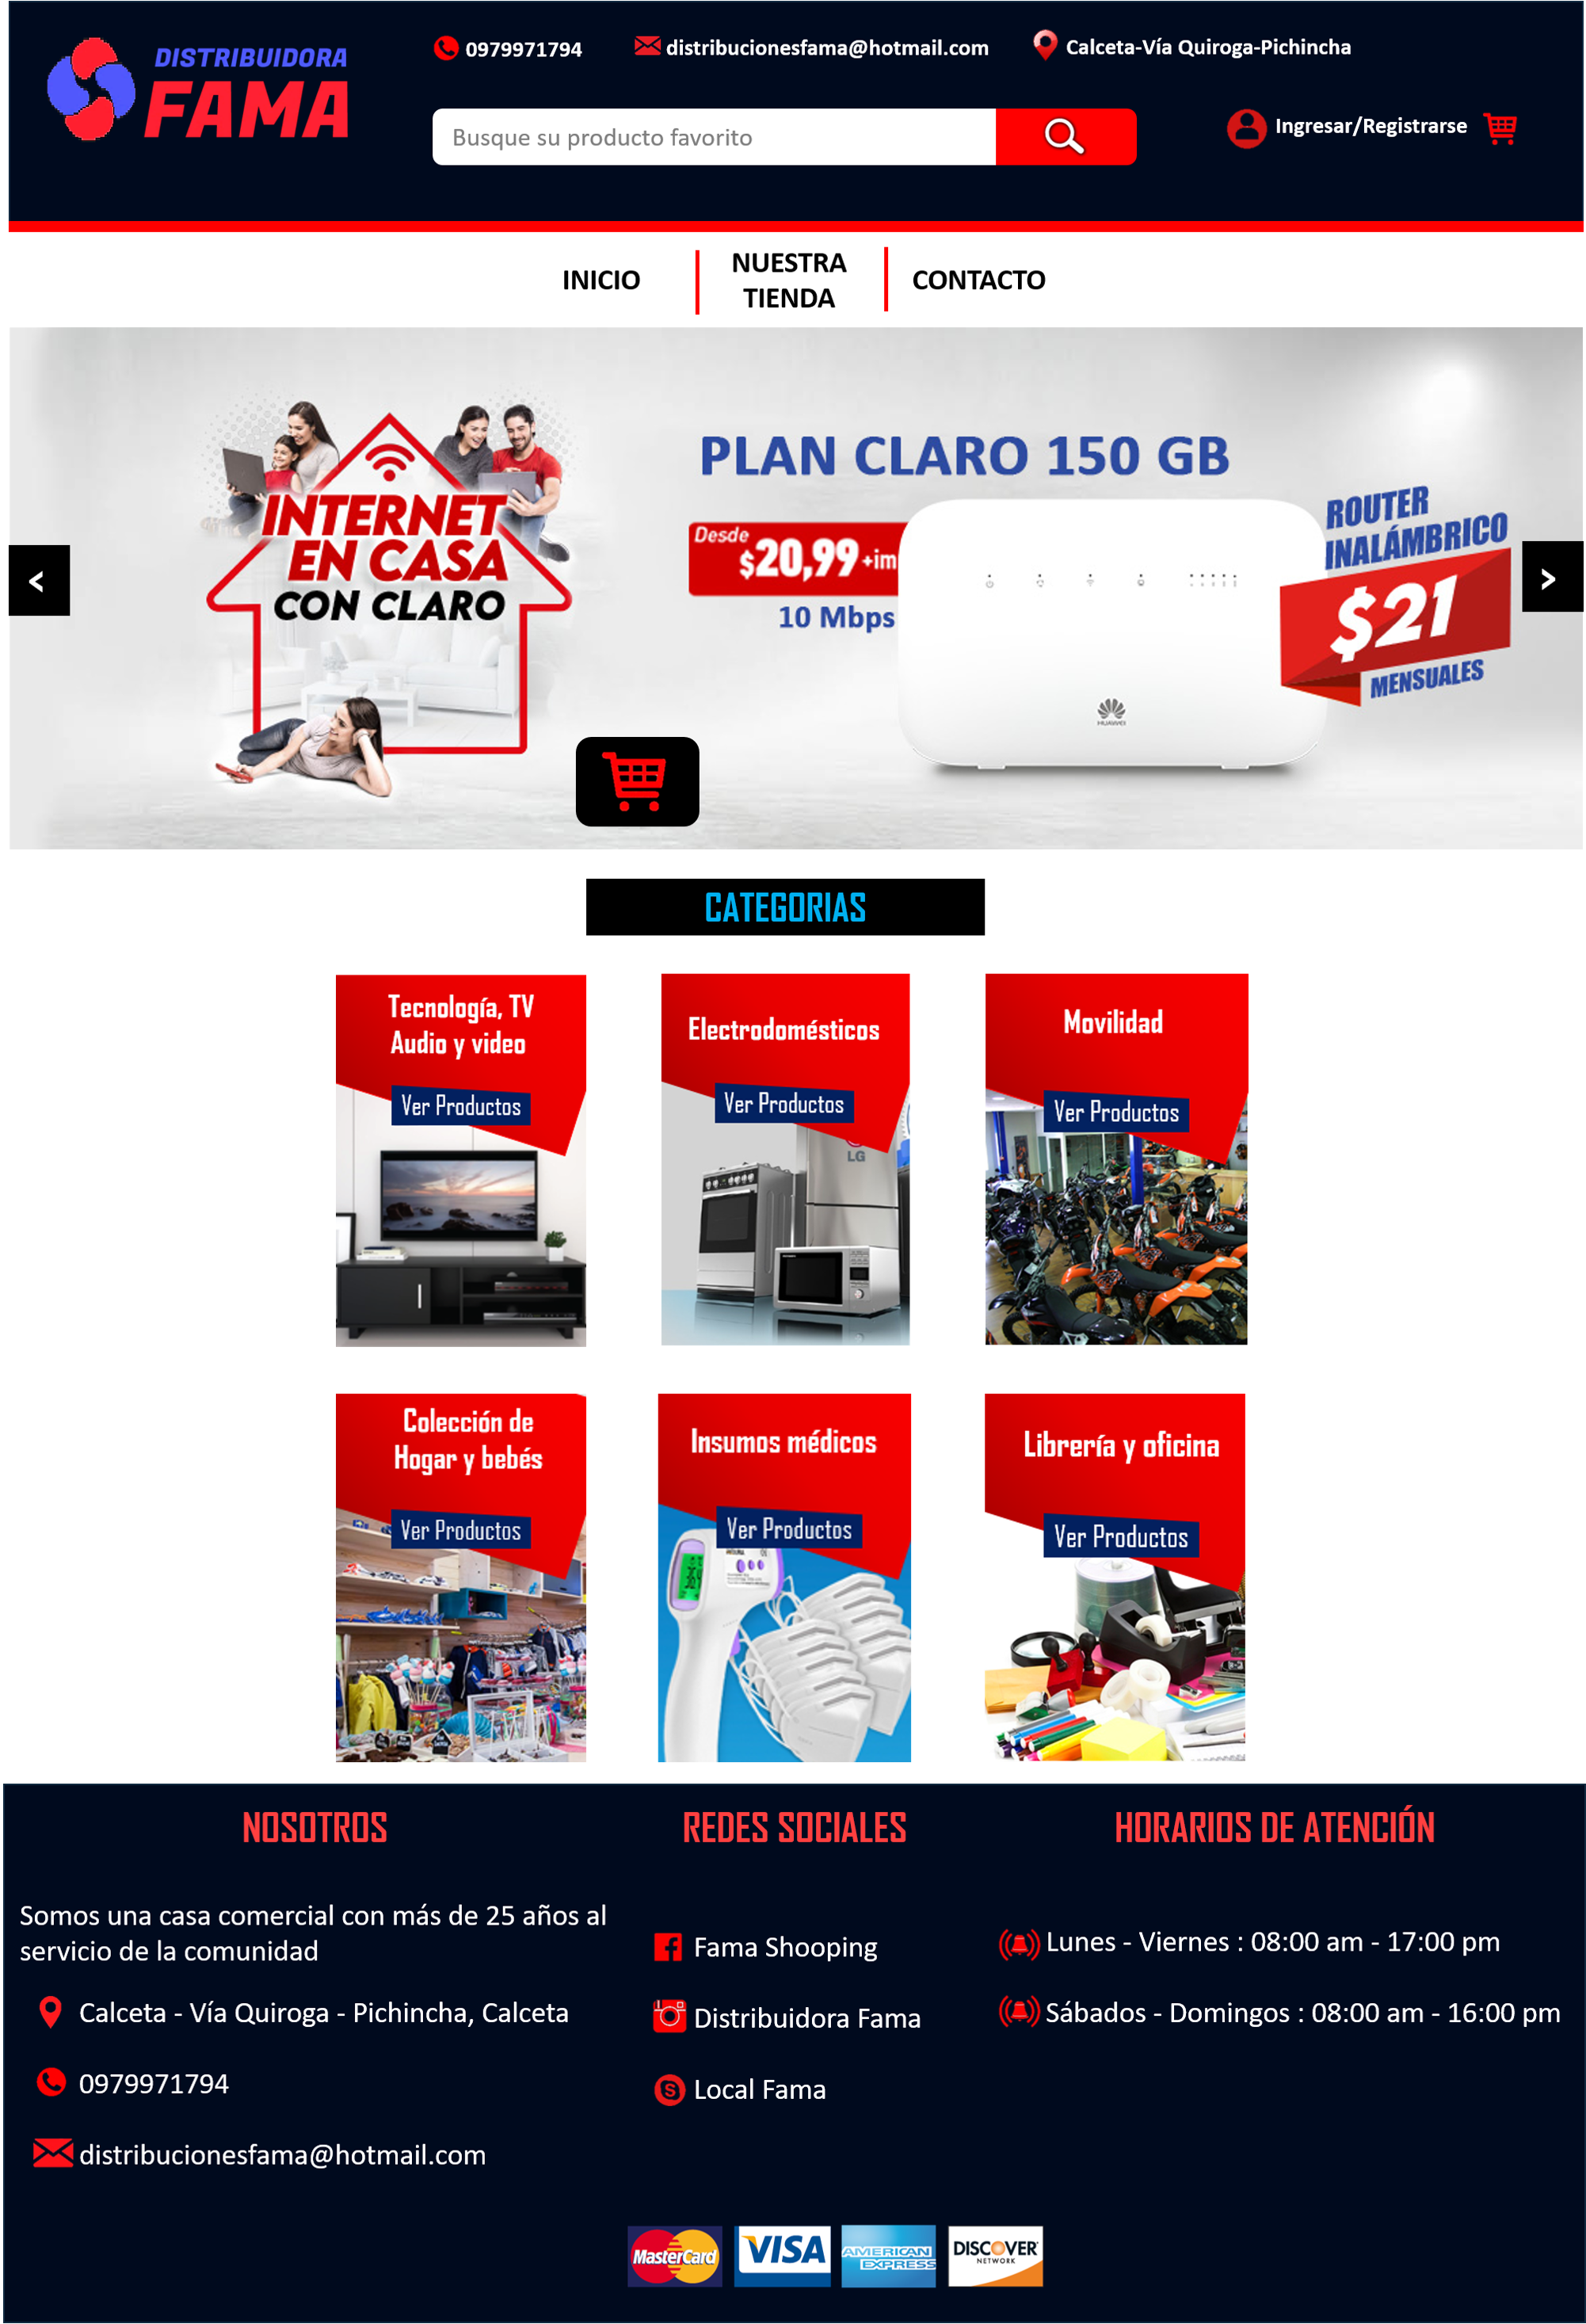 DISTRIBUIDORA
FAMA
0979971794
distribucionesfama@hotmail.com
Calceta-Vía Quiroga-Pichincha
Busque su producto favorito
Ingresar/Registrarse
INICIO
NUESTRA
TIENDA
CONTACTO
INTERNET
EN CASA
CON CLARO
PLAN CLARO 150 GB
Desde
$20,99 +im
10 Mbps
HUAWEI
ROUTER
INALÁMBRICO
$21
MENSUALES
<
>
CATEGORIAS
Tecnología, TV
Audio y video
Ver Productos
Electrodomésticos
Ver Productos
LG
Movilidad
Ver Productos
Colección de
Hogar y bebés
Ver Productos
Insumos médicos
Ver Productos
Librería y oficina
Ver Productos
NOSOTROS
Somos una casa comercial con más de 25 años al
servicio de la comunidad
Calceta - Vía Quiroga - Pichincha, Calceta
0979971794
distribucionesfama@hotmail.com
REDES SOCIALES
Fama Shooping
Distribuidora Fama
Local Fama
HORARIOS DE ATENCIÓN
Lunes - Viernes : 08:00 am - 17:00 pm
Sábados - Domingos : 08:00 am - 16:00 pm
MasterCard
VISA
AMERICAN
EXPRESS
DISCOVER
NETWORK